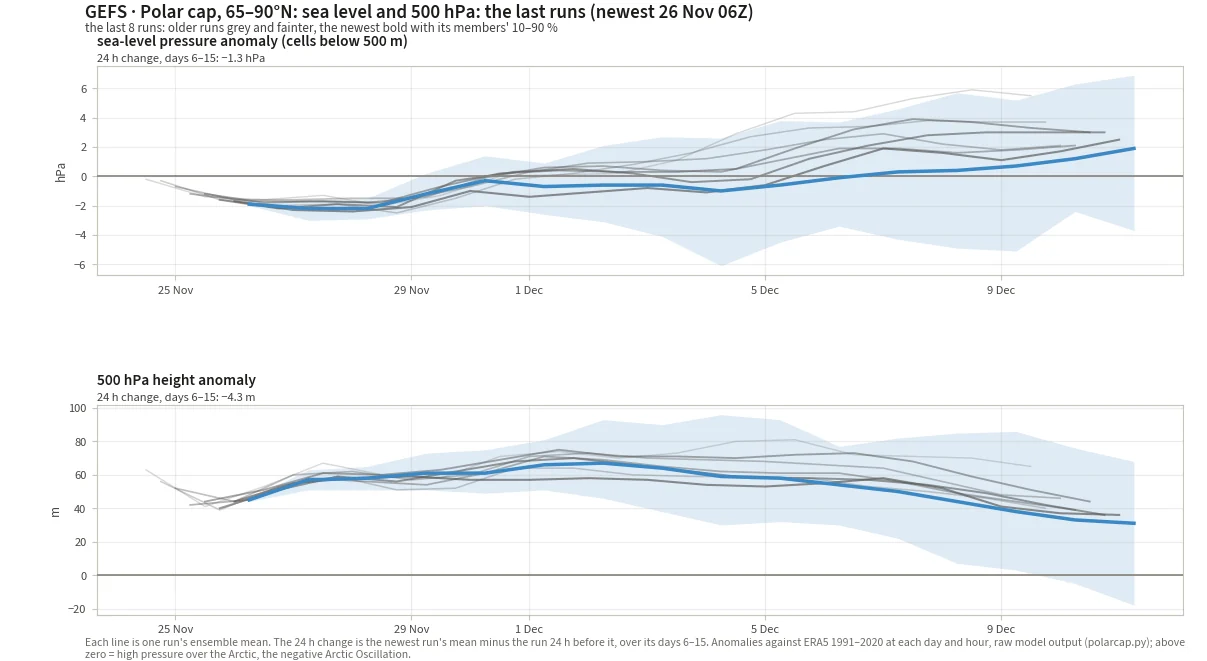 GEFS · Polar cap, 65–90°N: sea level and 500 hPa: the last runs (newest 26 Nov 06Z)
the last 8 runs: older runs grey and fainter, the newest bold with its members' 10–90 %
sea-level pressure anomaly (cells below 500 m)
24 h change, days 6–15: −1.3 hPa
6
4
2
0
−2
−4
−6
hPa
25 Nov
29 Nov
1 Dec
5 Dec
9 Dec
500 hPa height anomaly
24 h change, days 6–15: −4.3 m
100
80
60
40
20
0
−20
m
25 Nov
29 Nov
1 Dec
5 Dec
9 Dec
Each line is one run's ensemble mean. The 24 h change is the newest run's mean minus the run 24 h before it, over its days 6–15. Anomalies against ERA5 1991–2020 at each day and hour, raw model output (polarcap.py); above
zero = high pressure over the Arctic, the negative Arctic Oscillation.